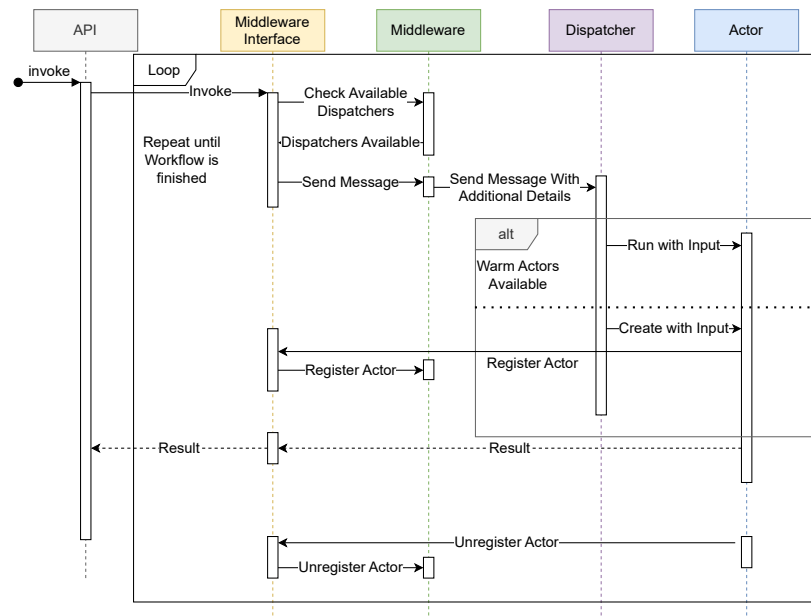 API
Middleware
Interface
Middleware
Dispatcher
Actor
Loop
invoke
Invoke
Check Available
Dispatchers
Repeat until
Workflow is
finished
Dispatchers Available
Send Message
Send Message With
Additional Details
alt
Warm Actors
Available
Run with Input
Create with Input
Register Actor
Register Actor
Result
Result
Unregister Actor
Unregister Actor